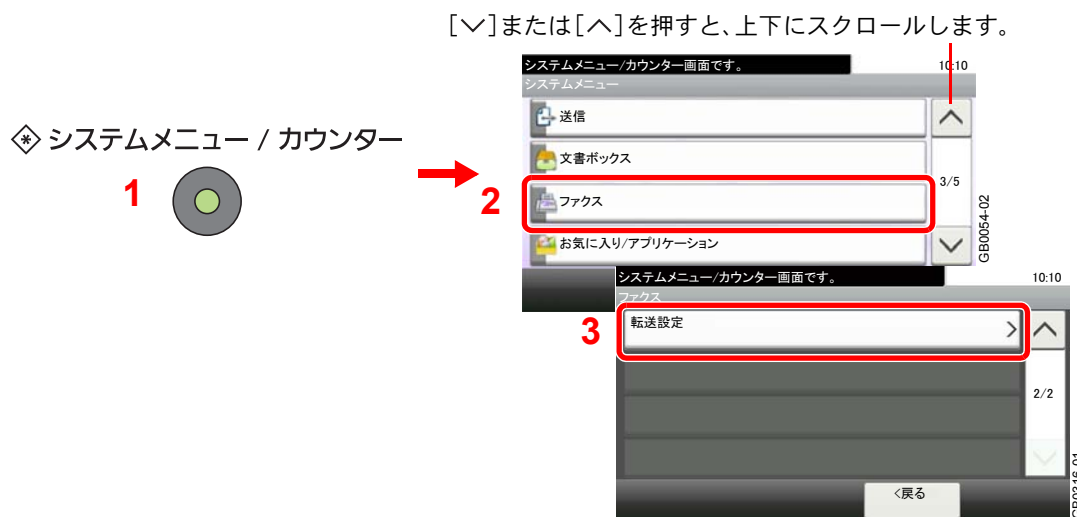 [∨]または[∧]を押すと、上下にスクロールします。
システムメニュー/カウンター画面です。 10:10
システムメニュー
送信
システムメニュー / カウンター
文書ボックス
1
3/5
2
ファクス
お気に入り/アプリケーション
GB0054-02
システムメニュー/カウンター画面です。 10:10
ファクス
3
転送設定
2/2
<戻る